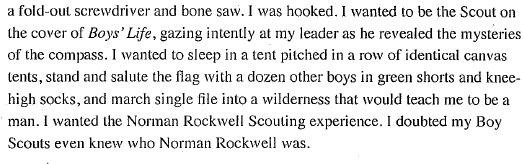 a fold-out screwdriver and bone saw. I was hooked. I wanted to be the Scout on
the cover of Boys' Life, gazing intently at my leader as he revealed the mysteries
of the compass. I wanted to sleep in a tent pitched in a row of identical canvas
tents, stand and salute the flag with a dozen other boys in green shorts and knee-
high socks, and march single file into a wilderness that would teach me to be a
man. I wanted the Norman Rockwell Scouting experience. I doubted my Boy
Scouts even knew who Norman Rockwell was.